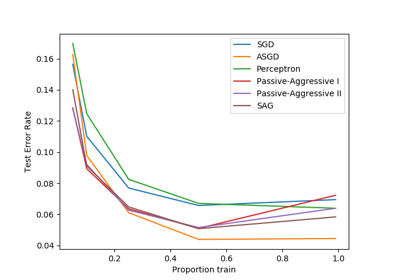 SGD
ASGD
Perceptron
Passive-Aggressive I
Passive-Aggressive II
SAG
Test Error Rate
0.16
0.14
0.12
0.10
0.08
0.06
0.04
0.2 0.4 0.6 0.8 1.0
Proportion train